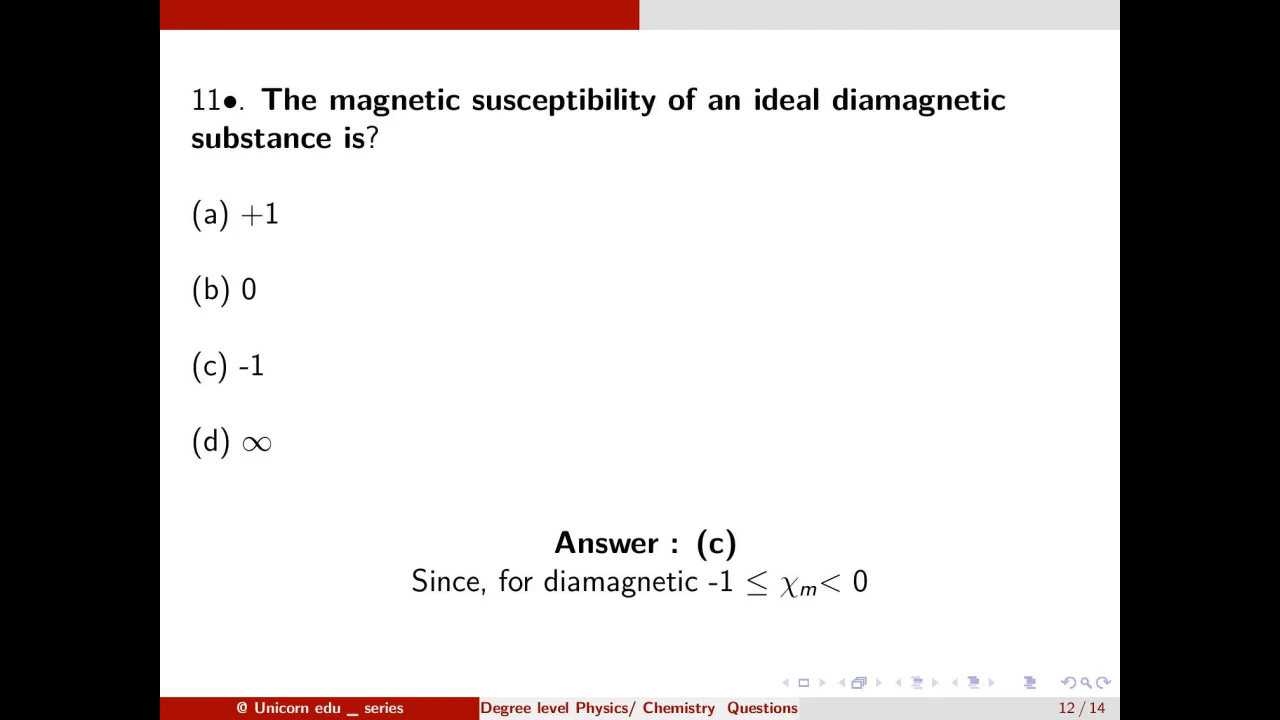 11•. The magnetic susceptibility of an ideal diamagnetic
substance is?
(a) +1
(b) 0
(c) -1
(d) ∞
Answer : (c)
Since, for diamagnetic -1 ≤ χm< 0
@ Unicorn edu _ series
Degree level Physics/ Chemistry Questions
12 / 14